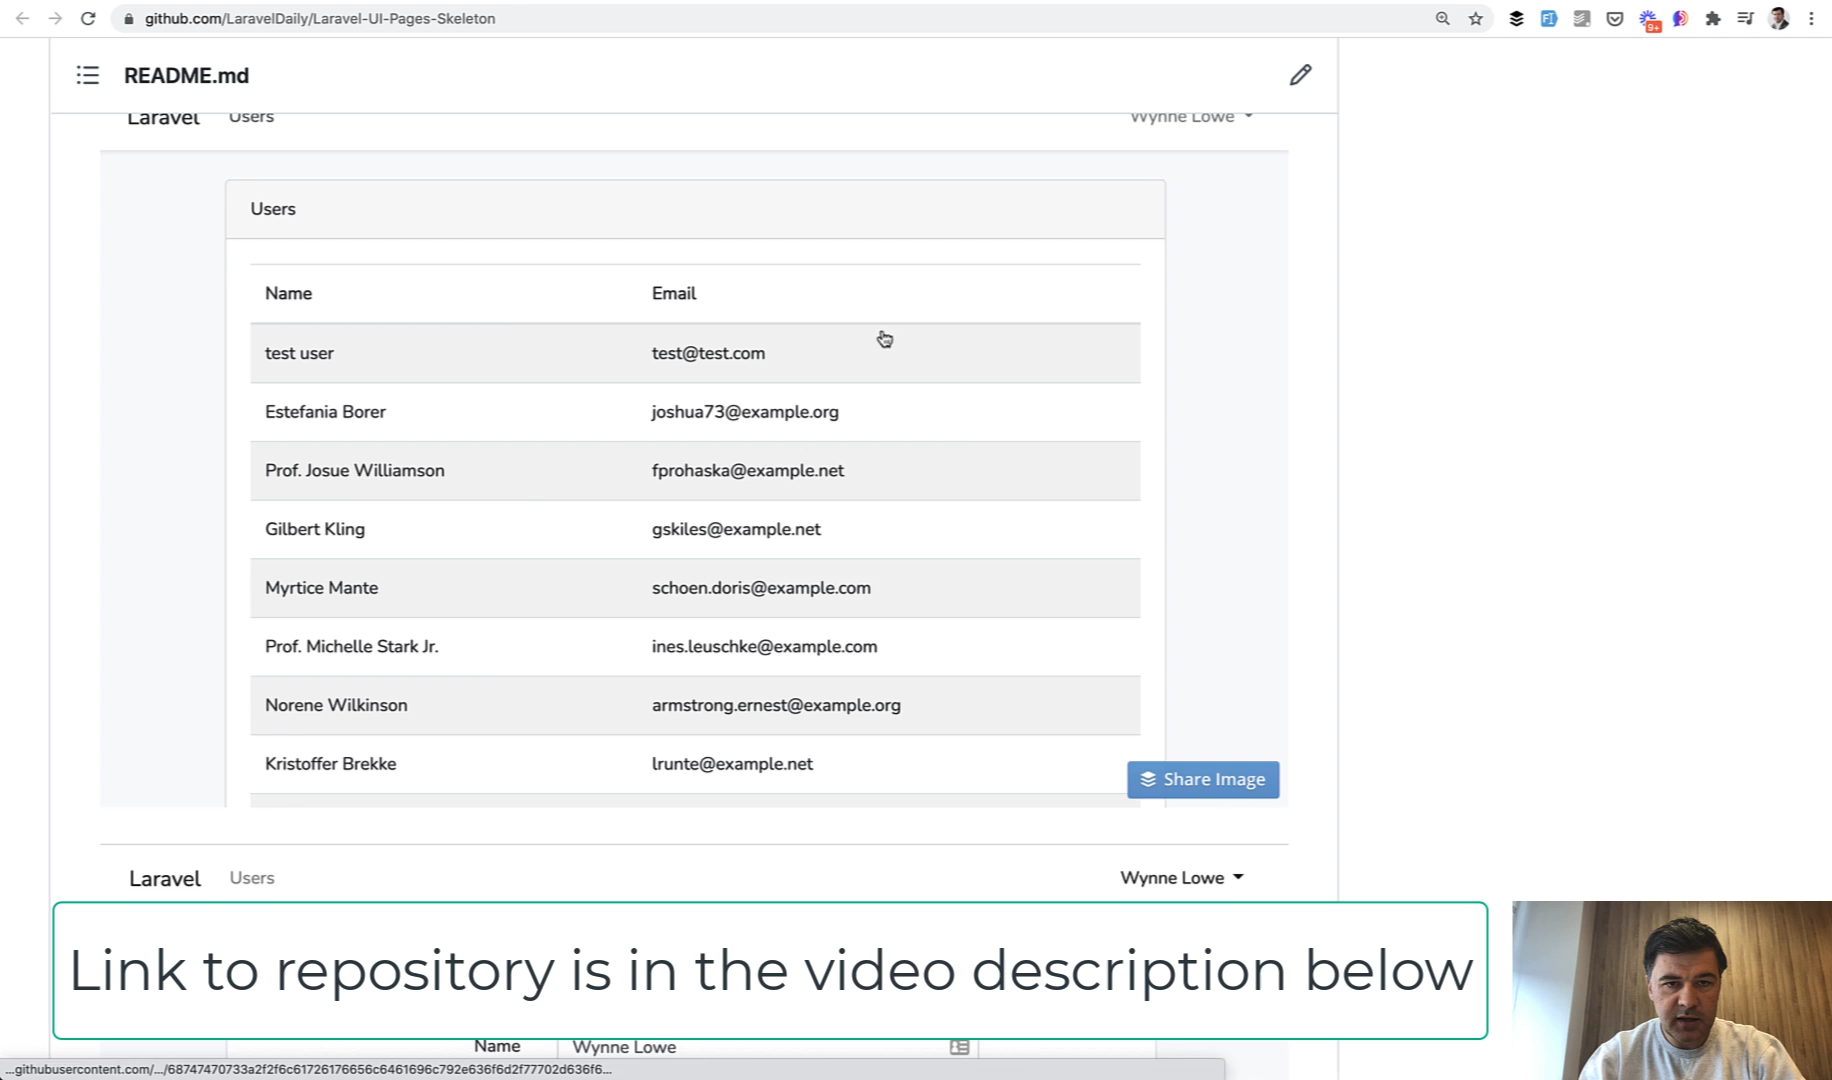 github.com/LaravelDaily/Laravel-UI-Pages-Skeleton
9+
README.md
Laravel Users Wynne Lowe
Users
Name Email
test user test@test.com
Estefania Borer joshua73@example.org
Prof. Josue Williamson fprohaska@example.net
Gilbert Kling gskiles@example.net
Myrtice Mante schoen.doris@example.com
Prof. Michelle Stark Jr. ines.leuschke@example.com
Norene Wilkinson armstrong.ernest@example.org
Kristoffer Brekke lrunte@example.net
Share Image
Laravel Users Wynne Lowe
Link to repository is in the video description below
Name Wynne Lowe
...githubusercontent.com/.../68747470733a2f2f6c61726176656c6461696c792e636f6d2f77702d636f6...